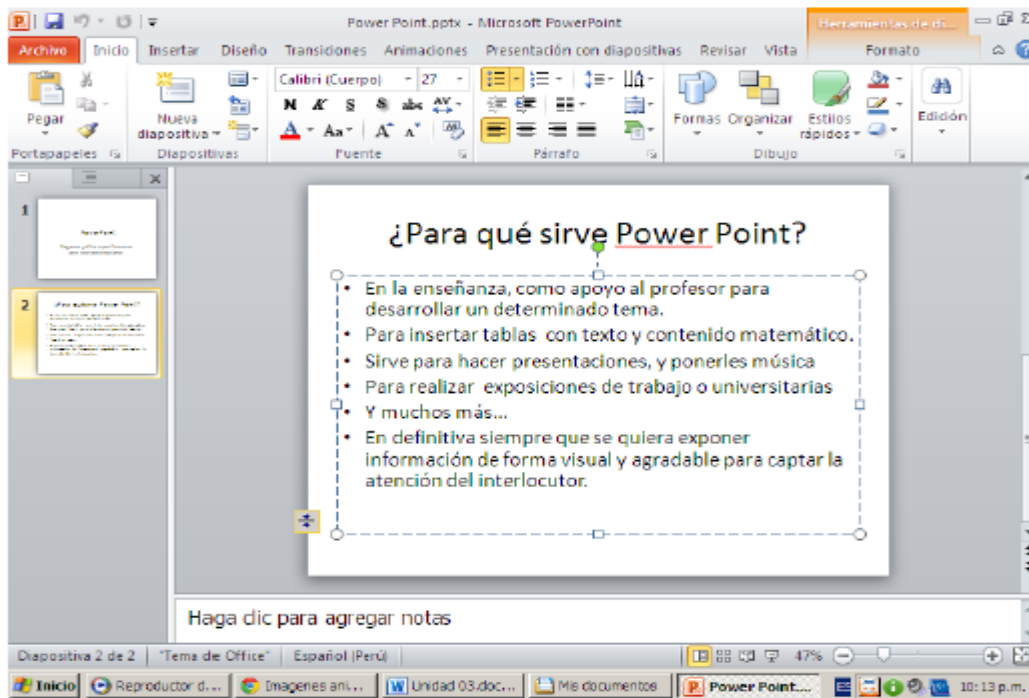 Power Point.pptx - Microsoft PowerPoint
Herramientas de di...
Archivo Inicio Insertar Diseño Transiciones Animaciones Presentación con diapositivas Revisar Vista Formato
Calibri (Cuerpo) 27
Pegar
Nueva diapositiva
Formas Organizar Estilos rápidos
Edición
Portapapeles Diapositivas Fuente Párrafo Dibujo
1
2
¿Para qué sirve Power Point?
• En la enseñanza, como apoyo al profesor para
desarrollar un determinado tema.
• Para insertar tablas con texto y contenido matemático.
• Sirve para hacer presentaciones, y ponerles música
• Para realizar exposiciones de trabajo o universitarias
• Y muchos más...
• En definitiva siempre que se quiera exponer
información de forma visual y agradable para captar la
atención del interlocutor.
Haga clic para agregar notas
Diapositiva 2 de 2 "Tema de Office" Español (Perú) 47%
Inicio Reproductor d... Imagenes ani... Unidad 03.doc... Mis documentos Power Point.... 10:13 p.m.